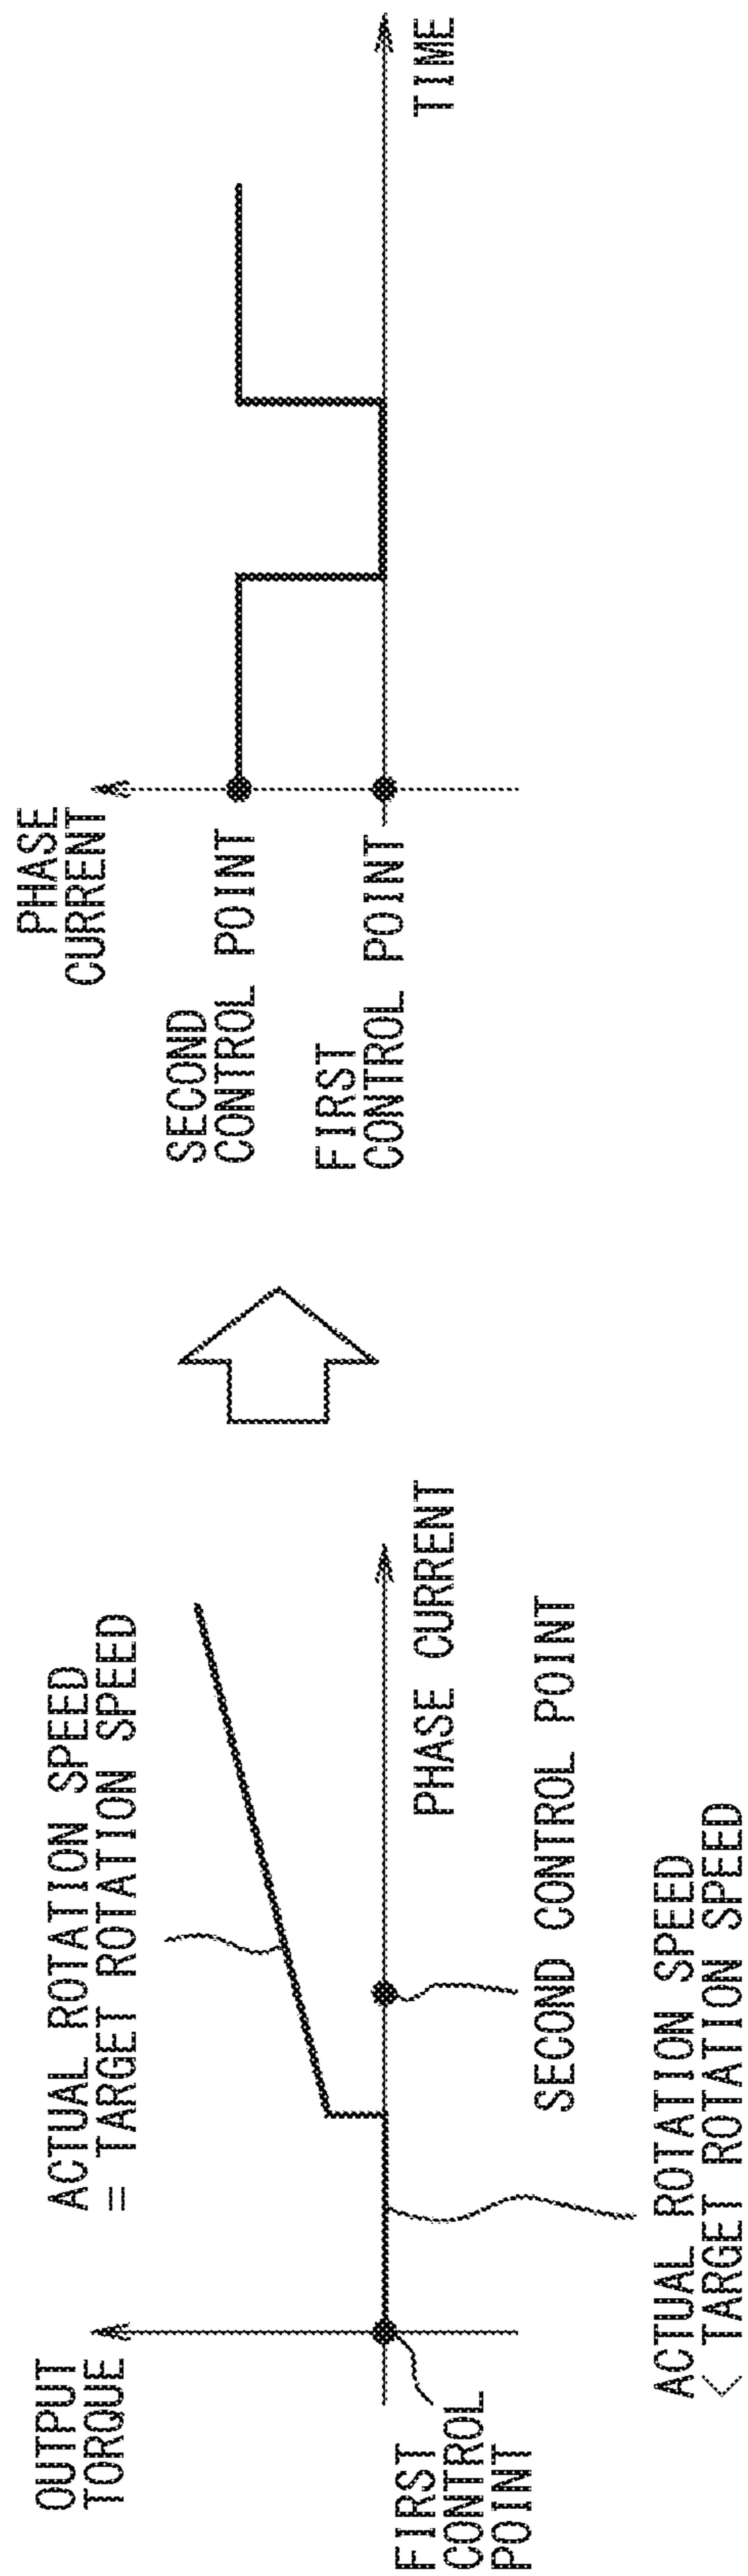 OUTPUT
TORQUE
ACTUAL ROTATION SPEED
= TARGET ROTATION SPEED
FIRST
CONTROL
POINT
PHASE CURRENT
SECOND CONTROL POINT
ACTUAL ROTATION SPEED
< TARGET ROTATION SPEED
PHASE
CURRENT
SECOND
CONTROL POINT
FIRST
CONTROL POINT
TIME